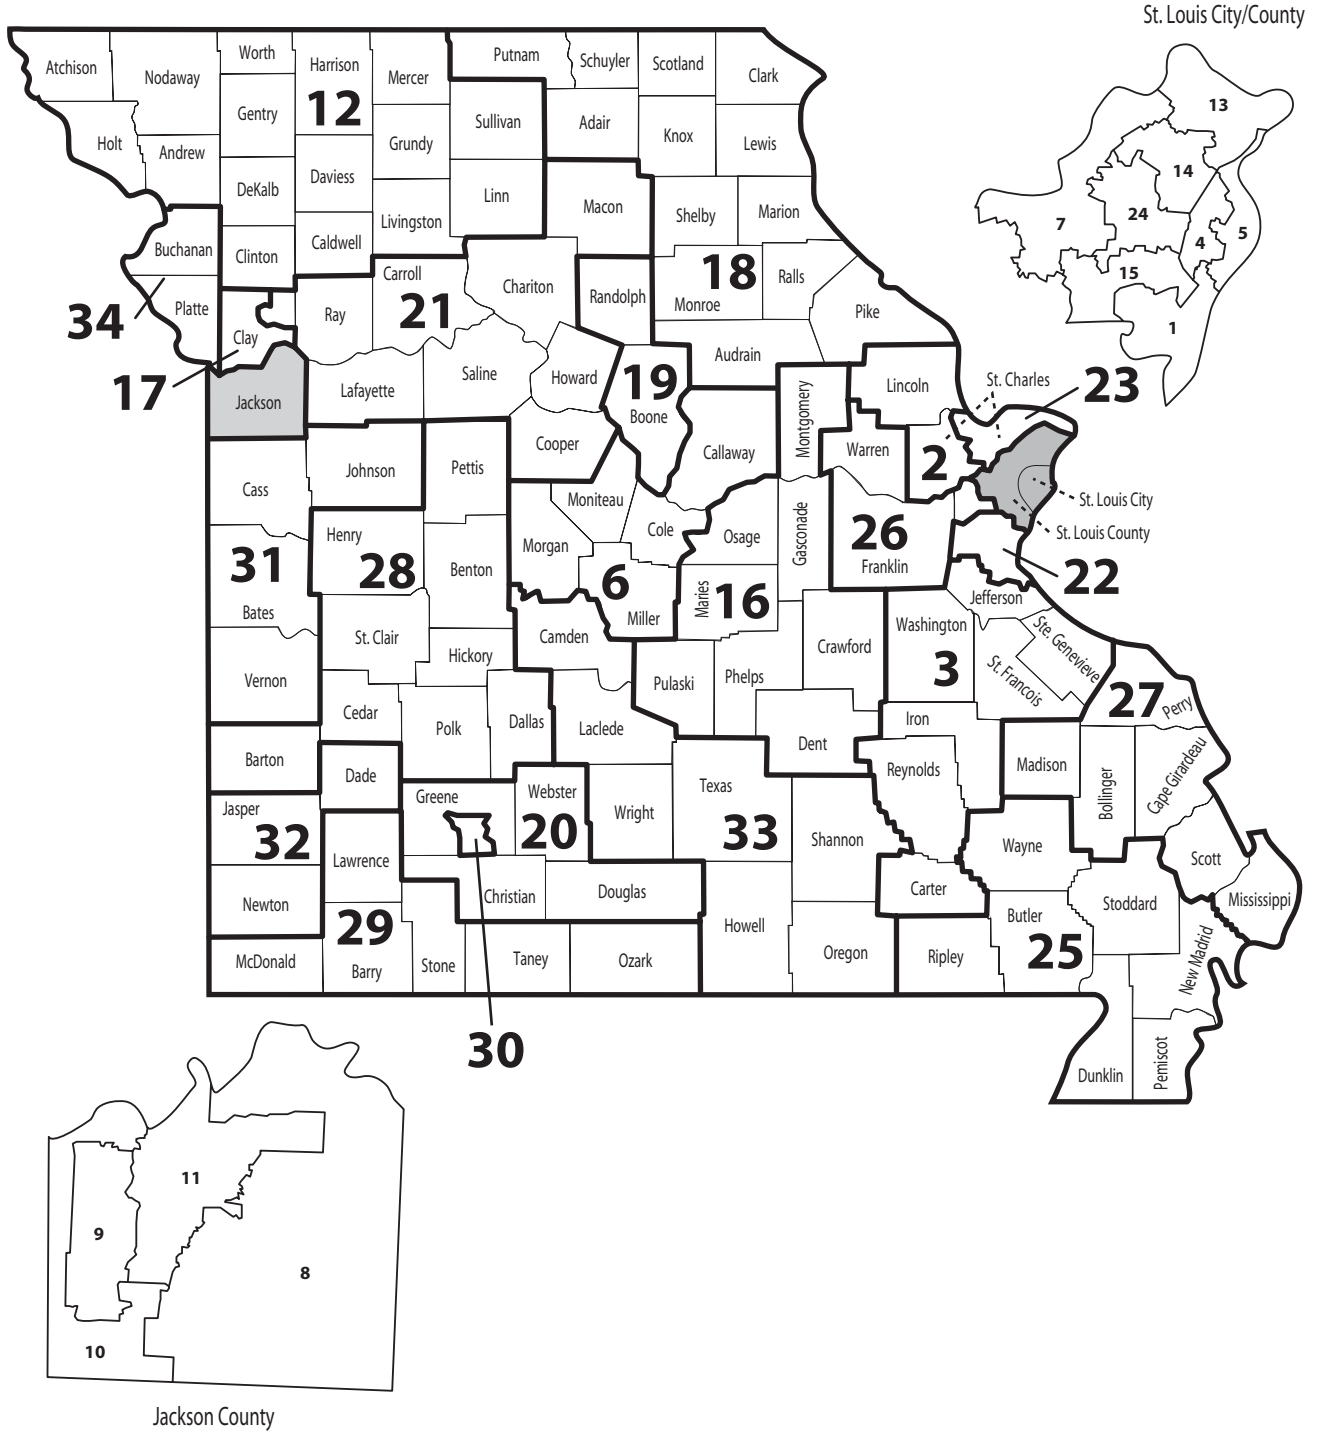 St. Louis City/County
Atchison
Nodaway
Worth
Harrison
Mercer
Putnam
Schuyler
Scotland
Clark
12
Gentry
Sullivan
Adair
Knox
Lewis
Holt
Andrew
Grundy
DeKalb
Daviess
Linn
Macon
Shelby
Marion
Livingston
Buchanan
Clinton
Caldwell
Carroll
Chariton
18
Ralls
Randolph
Monroe
Pike
34
Platte
Clay
Ray
21
Audrain
17
Jackson
Lafayette
Saline
Howard
19
Boone
Montgomery
Lincoln
St. Charles
23
Cooper
Callaway
Warren
2
Johnson
Pettis
Cass
Moniteau
St. Louis City
Henry
Morgan
Cole
Osage
Gasconade
26
St. Louis County
31
28
Benton
6
Maries
16
Franklin
22
Bates
Miller
Jefferson
St. Clair
Camden
Washington
Crawford
Ste. Genevieve
Hickory
3
St. Francois
Vernon
Pulaski
Phelps
27
Perry
Cedar
Polk
Dallas
Laclede
Iron
Dent
Barton
Dade
Reynolds
Madison
Bollinger
Cape Girardeau
Jasper
Greene
Webster
Texas
32
20
Wright
33
Shannon
Wayne
Lawrence
Scott
Newton
Christian
Douglas
Carter
Stoddard
Mississippi
29
Howell
Butler
McDonald
Barry
Stone
Taney
Ozark
Oregon
Ripley
25
New Madrid
30
Dunklin
Pemiscot
13
14
7
24
4
5
15
1
11
9
8
10
Jackson County